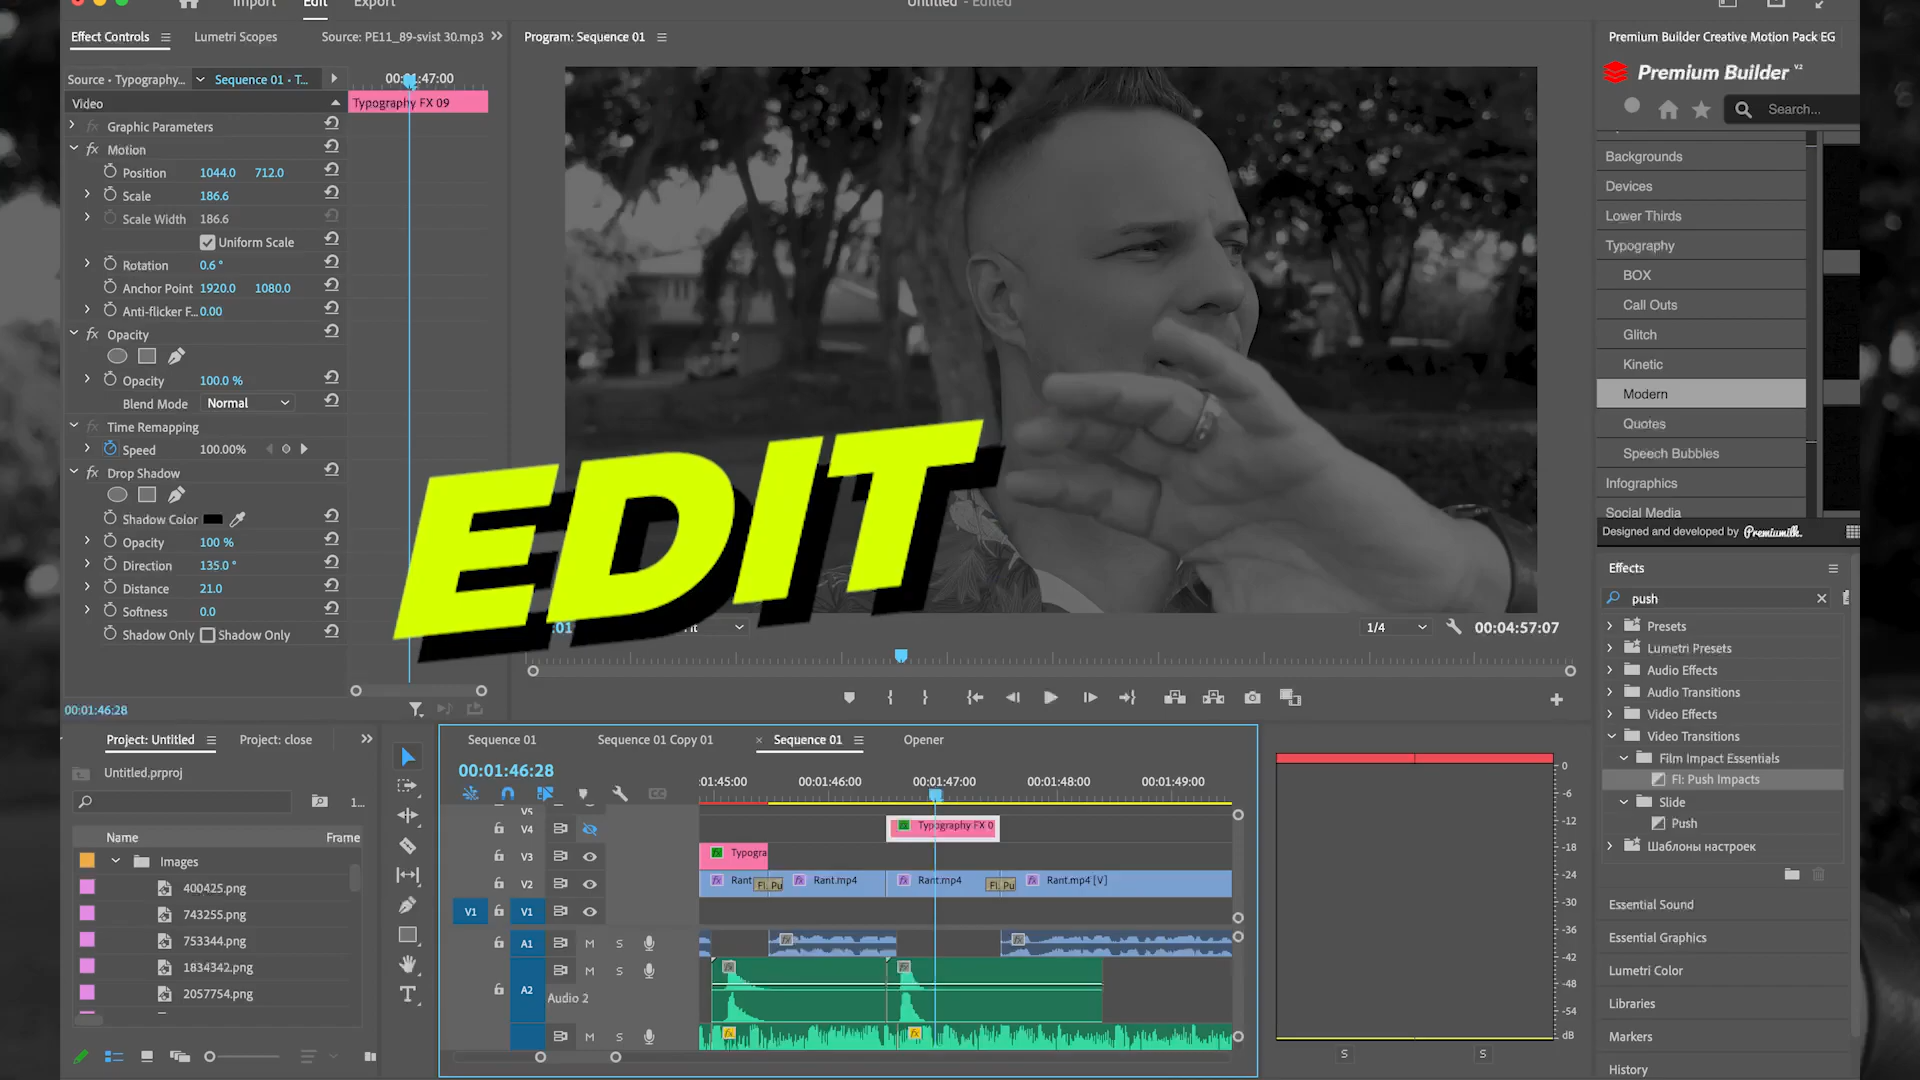 Import
Edit
Export
Untitled - Edited
Effect Controls
Lumetri Scopes
Source: PE11_89-svist 30.mp3
Program: Sequence 01
Premium Builder Creative Motion Pack EG
Source • Typography...
Sequence 01 • T...
00:01:47:00
Premium Builder V.2
Search...
Video
Typography FX 09
Graphic Parameters
fx Motion
Position 1044.0 712.0
Scale 186.6
Scale Width 186.6
Uniform Scale
Rotation 0.6 °
Anchor Point 1920.0 1080.0
Anti-flicker F... 0.00
fx Opacity
Opacity 100.0 %
Blend Mode Normal
Time Remapping
Speed 100.00%
fx Drop Shadow
Shadow Color
Opacity 100 %
Direction 135.0 °
Distance 21.0
Softness 0.0
Shadow Only Shadow Only
00:01:46:28
EDIT
1/4
00:04:57:07
Backgrounds
Devices
Lower Thirds
Typography
BOX
Call Outs
Glitch
Kinetic
Modern
Quotes
Speech Bubbles
Infographics
Social Media
Designed and developed by Premiumilk.
Effects
push
Presets
Lumetri Presets
Audio Effects
Audio Transitions
Video Effects
Video Transitions
Film Impact Essentials
FI: Push Impacts
Slide
Push
Шаблоны настроек
Essential Sound
Essential Graphics
Lumetri Color
Libraries
Markers
History
Project: Untitled
Project: close
Untitled.prproj
1...
Name
Frame
Images
400425.png
743255.png
753344.png
1834342.png
2057754.png
Sequence 01
Sequence 01 Copy 01
Sequence 01
Opener
00:01:46:28
:01:45:00
00:01:46:00
00:01:47:00
00:01:48:00
00:01:49:00
V5
V4
Typography FX 0
V3
Typogra
V2
Rant
FI. Pu
Rant.mp4
Rant.mp4
FI: Pu
Rant.mp4 [V]
V1 V1
A1 M S
M S
A2
Audio 2
M S
0
-6
-12
-18
-24
-30
-36
-42
-48
-54
dB
S
S